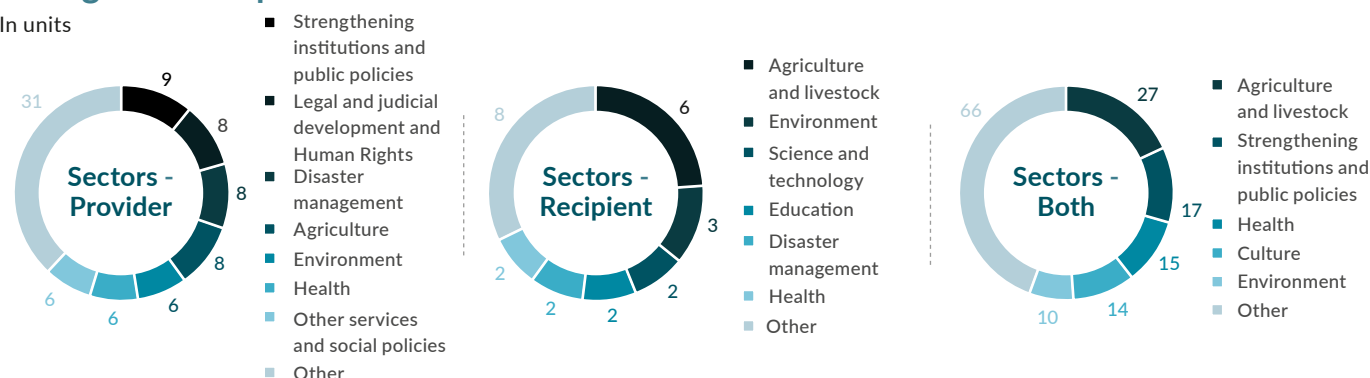 In units
9
8
8
8
6
6
6
31
Sectors -
Provider
Strengthening
institutions and
public policies
Legal and judicial
development and
Human Rights
Disaster
management
Agriculture
Environment
Health
Other services
and social policies
Other
6
3
2
2
2
2
8
Sectors -
Recipient
Agriculture
and livestock
Environment
Science and
technology
Education
Disaster
management
Health
Other
27
17
15
14
10
66
Sectors -
Both
Agriculture
and livestock
Strengthening
institutions and
public policies
Health
Culture
Environment
Other